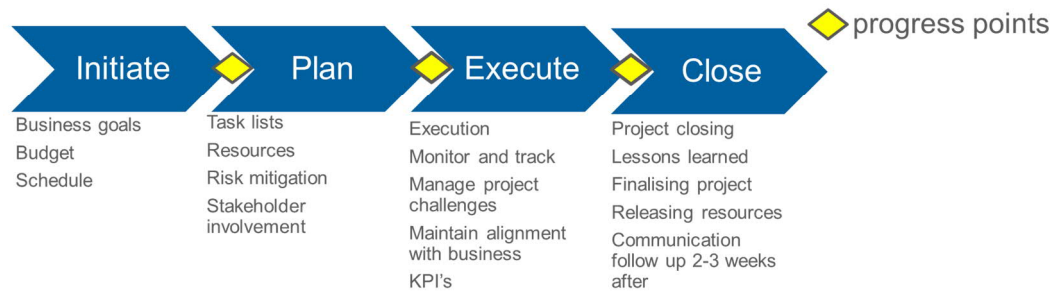 progress points
Initiate
Plan
Execute
Close
Business goals
Budget
Schedule
Task lists
Resources
Risk mitigation
Stakeholder
involvement
Execution
Monitor and track
Manage project
challenges
Maintain alignment
with business
KPI's
Project closing
Lessons learned
Finalising project
Releasing resources
Communication
follow up 2-3 weeks
after